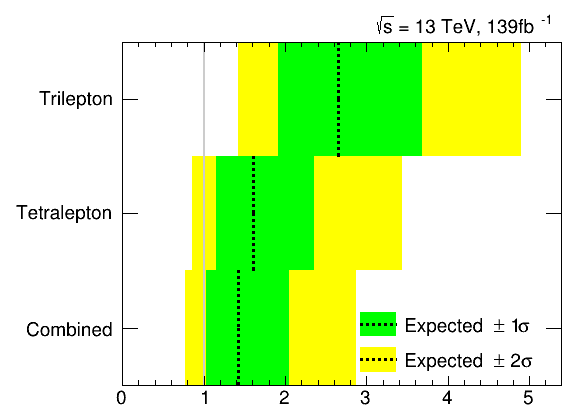 √s = 13 TeV, 139fb -1
Trilepton
Tetralepton
Combined
Expected ± 1σ
Expected ± 2σ
0 1 2 3 4 5